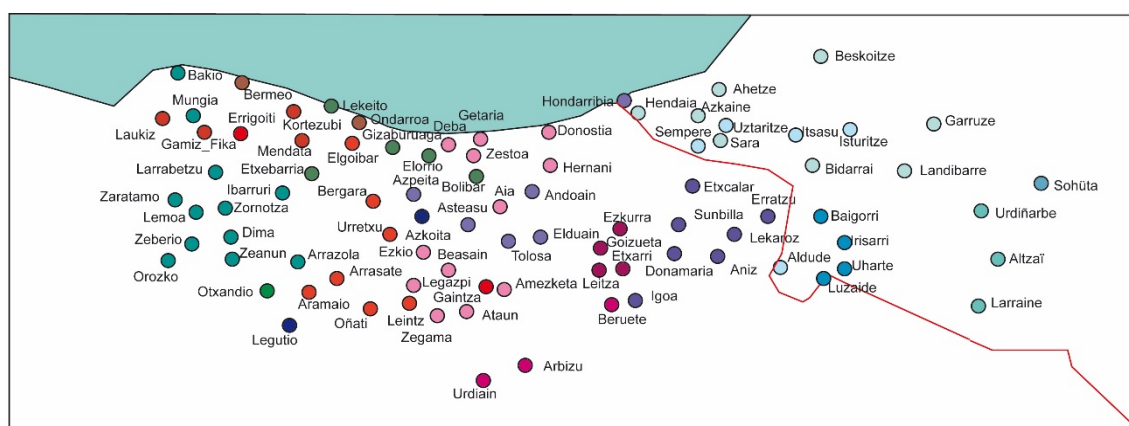 Beskoitze
Bakio
Bermeo
Ahetze
Mungia
Lekeito
Hondarribia
Hendaia
Azkaine
Errigoiti
Kortezubi
Ondarroa
Getaria
Garruze
Laukiz
Gamiz_Fika
Gizaburuaga
Deba
Donostia
Sempere
Uztaritze
Itsasu
Isturitze
Mendata
Elgoibar
Sara
Larrabetzu
Etxebarria
Elorrio
Zestoa
Hernani
Bidarrai
Landibarre
Azpeita
Bolibar
Zaratamo
Ibarruri
Bergara
Aia
Andoain
Etxcalar
Erratzu
Sohüta
Lemoa
Zornotza
Asteasu
Ezkurra
Sunbilla
Baigorri
Urdiñarbe
Zeberio
Dima
Urretxu
Azkoita
Elduain
Goizueta
Lekaroz
Irisarri
Orozko
Zeanun
Arrazola
Ezkio
Beasain
Tolosa
Etxarri
Donamaria
Aniz
Aldude
Uharte
Altzaï
Arrasate
Legazpi
Leitza
Luzaide
Otxandio
Aramaio
Gaintza
Amezketa
Igoa
Larraine
Oñati
Leintz
Ataun
Beruete
Legutio
Zegama
Arbizu
Urdiain